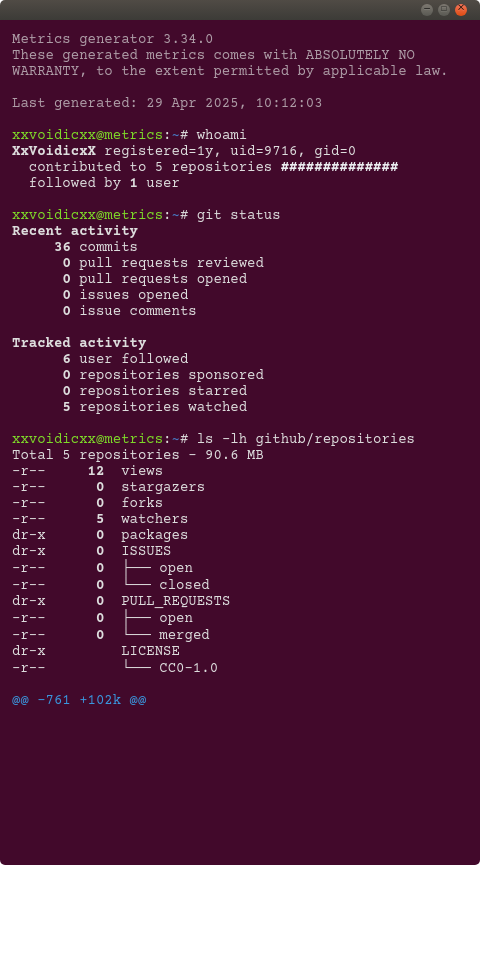 Metrics generator 3.34.0
These generated metrics comes with ABSOLUTELY NO
WARRANTY, to the extent permitted by applicable law.
Last generated: 29 Apr 2025, 10:12:03
xxvoidicxx@metrics:~# whoami
XxVoidicxX registered=1y, uid=9716, gid=0
contributed to 5 repositories ##############
followed by 1 user
xxvoidicxx@metrics:~# git status
Recent activity
36 commits
0 pull requests reviewed
0 pull requests opened
0 issues opened
0 issue comments
Tracked activity
6 user followed
0 repositories sponsored
0 repositories starred
5 repositories watched
xxvoidicxx@metrics:~# ls -lh github/repositories
Total 5 repositories - 90.6 MB
-r-- 12 views
-r-- 0 stargazers
-r-- 0 forks
-r-- 5 watchers
dr-x 0 packages
dr-x 0 ISSUES
-r-- 0 ├── open
-r-- 0 └── closed
dr-x 0 PULL_REQUESTS
-r-- 0 ├── open
-r-- 0 └── merged
dr-x LICENSE
-r-- └── CC0-1.0
@@ -761 +102k @@